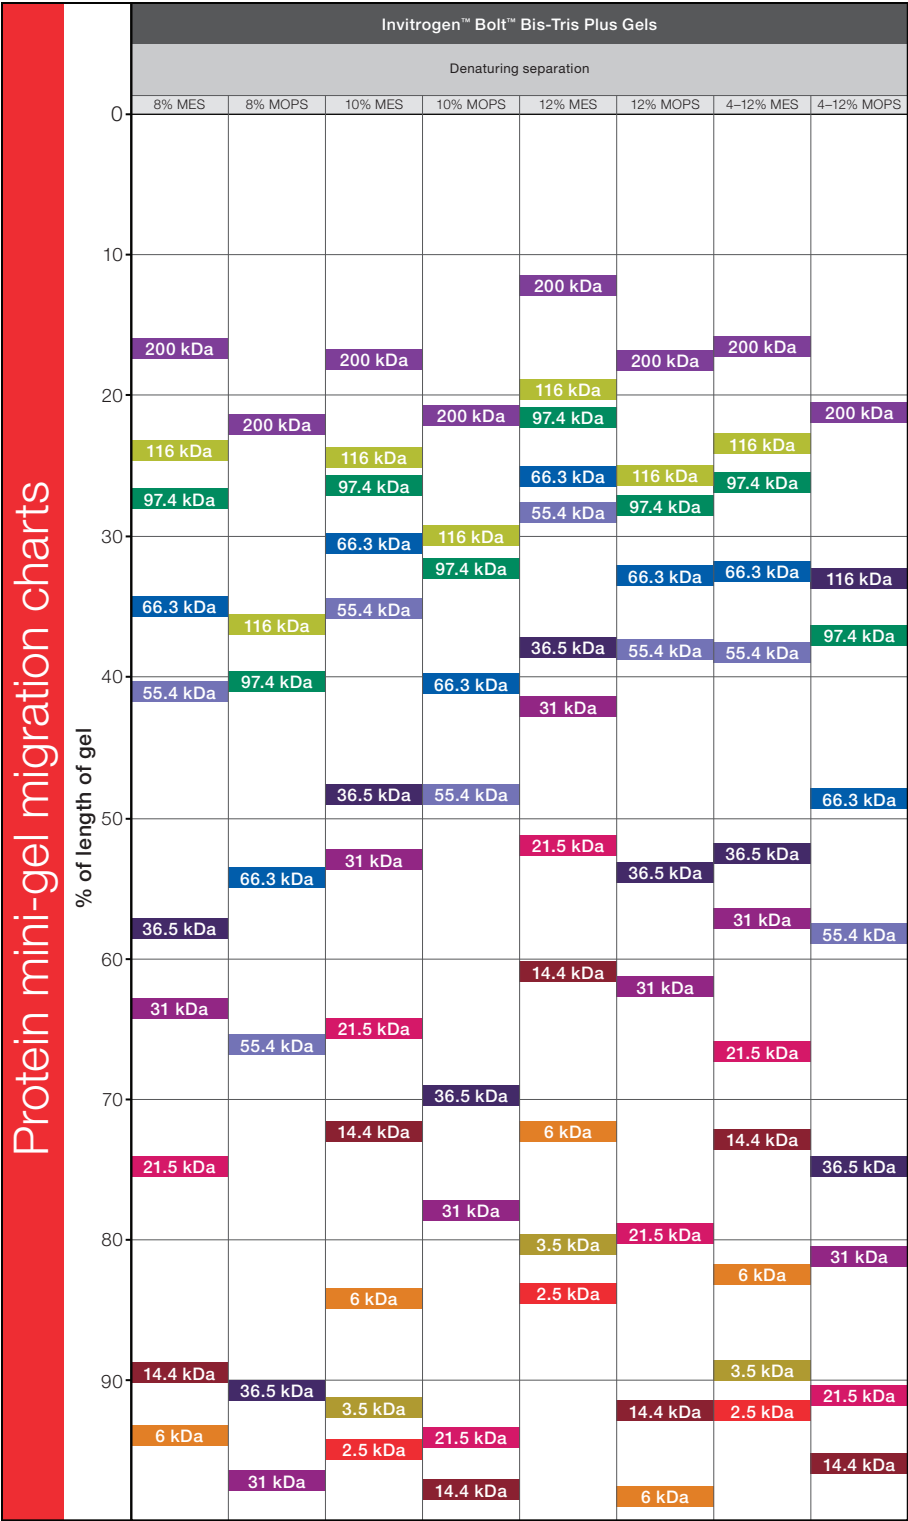 Protein mini-gel migration charts
Invitrogen™ Bolt™ Bis-Tris Plus Gels
Denaturing separation
8% MES 8% MOPS 10% MES 10% MOPS 12% MES 12% MOPS 4–12% MES 4–12% MOPS
% of length of gel
0
10
20
30
40
50
60
70
80
90
200 kDa
116 kDa
97.4 kDa
66.3 kDa
55.4 kDa
36.5 kDa
31 kDa
21.5 kDa
14.4 kDa
6 kDa
200 kDa
116 kDa
97.4 kDa
66.3 kDa
55.4 kDa
36.5 kDa
31 kDa
200 kDa
116 kDa
97.4 kDa
66.3 kDa
55.4 kDa
36.5 kDa
31 kDa
21.5 kDa
14.4 kDa
6 kDa
3.5 kDa
2.5 kDa
200 kDa
116 kDa
97.4 kDa
66.3 kDa
55.4 kDa
36.5 kDa
31 kDa
21.5 kDa
14.4 kDa
200 kDa
116 kDa
97.4 kDa
66.3 kDa
55.4 kDa
36.5 kDa
31 kDa
21.5 kDa
14.4 kDa
6 kDa
3.5 kDa
2.5 kDa
200 kDa
116 kDa
97.4 kDa
66.3 kDa
55.4 kDa
36.5 kDa
31 kDa
21.5 kDa
14.4 kDa
6 kDa
200 kDa
116 kDa
97.4 kDa
66.3 kDa
55.4 kDa
36.5 kDa
31 kDa
21.5 kDa
14.4 kDa
6 kDa
3.5 kDa
2.5 kDa
200 kDa
116 kDa
97.4 kDa
66.3 kDa
55.4 kDa
36.5 kDa
31 kDa
21.5 kDa
14.4 kDa